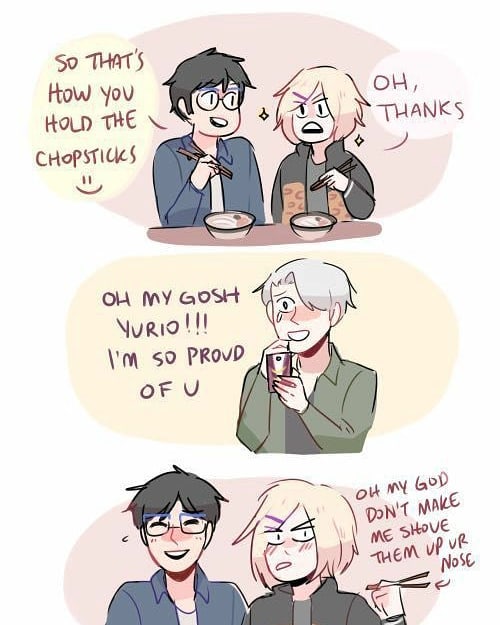 SO THAT'S
HOW YOU
HOLD THE
CHOPSTICKS
OH,
THANKS
OH MY GOSH
YURIO!!!
I'M SO PROUD
OF U
OH MY GOD
DON'T MAKE
ME SHOVE
THEM UP UR
NOSE